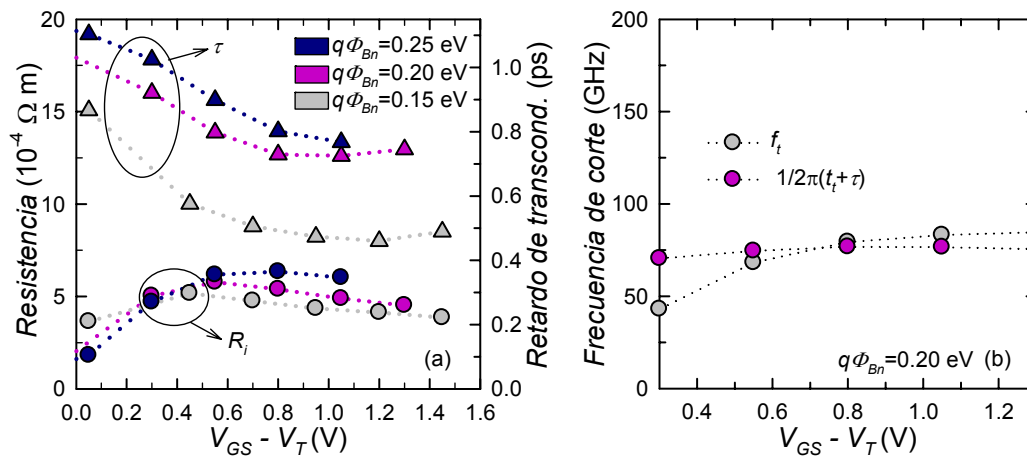 20
15
10
5
0
Resistencia (10⁻⁴ Ω m)
τ
qΦBn=0.25 eV
qΦBn=0.20 eV
qΦBn=0.15 eV
Ri
(a)
1.0
0.8
0.6
0.4
0.2
0.0
Retardo de transcond. (ps)
0.0 0.2 0.4 0.6 0.8 1.0 1.2 1.4 1.6
VGS - VT (V)
200
150
100
50
0
Frecuencia de corte (GHz)
ft
1/2π(tt+τ)
qΦBn=0.20 eV (b)
0.4 0.6 0.8 1.0 1.2
VGS - VT (V)